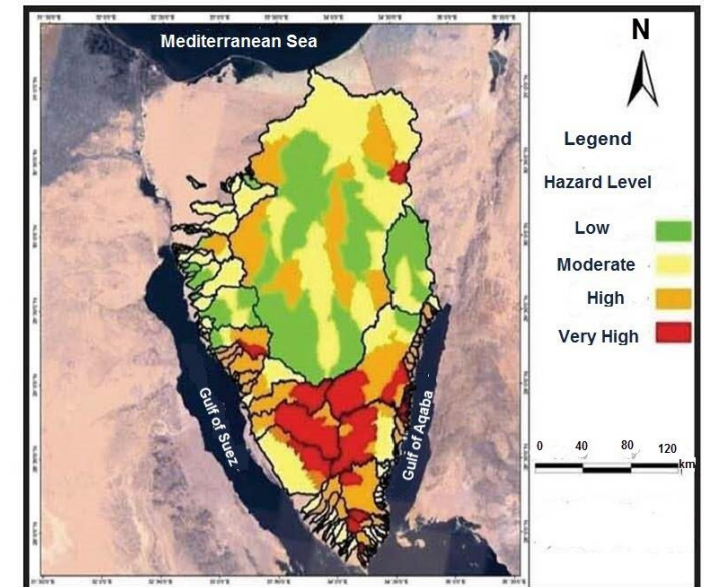 Mediterranean Sea
Gulf of Suez
Gulf of Aqaba
N
Legend
Hazard Level
Low
Moderate
High
Very High
0 40 80 120
km